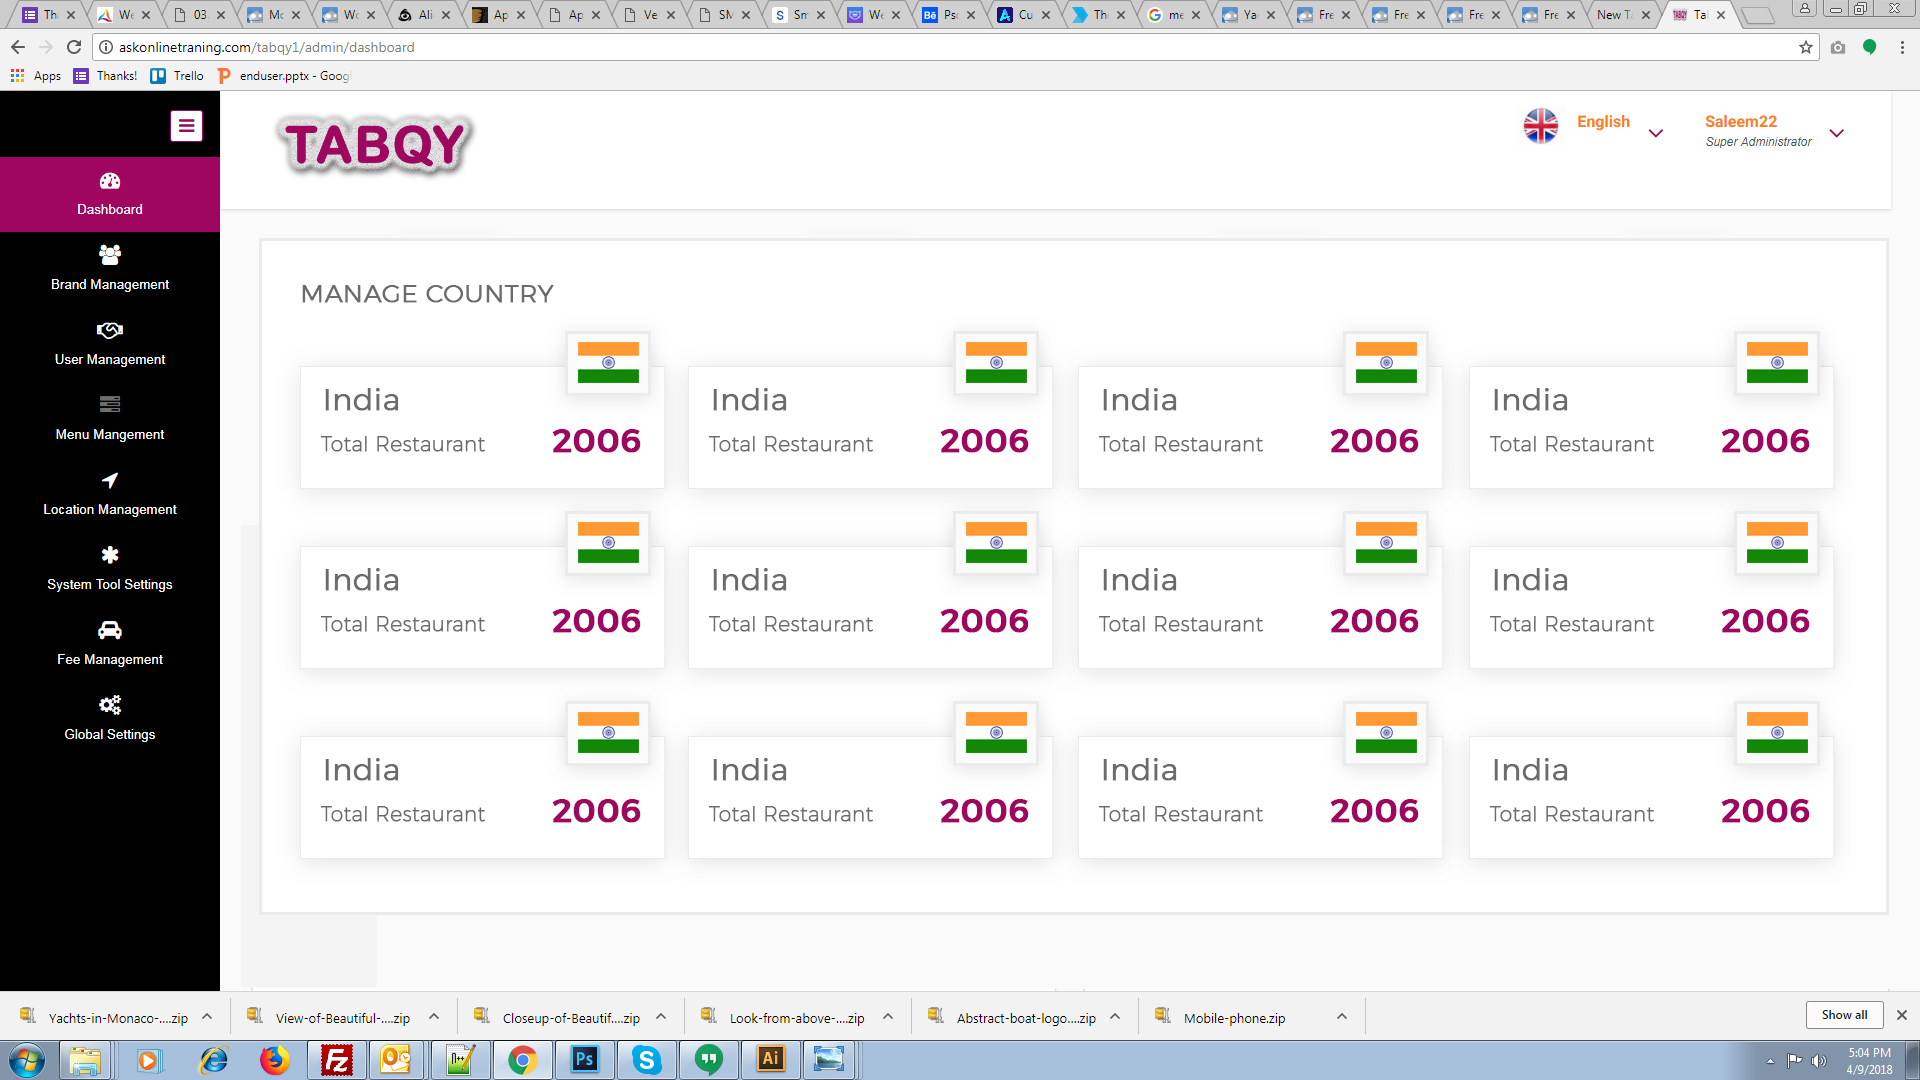 Th
We
03
Mo
Wo
Ali
Ap
Ap
Ve
SM
Sm
We
Psd
Cu
Th
me
Ya
Fre
Fre
Fre
Fre
New T
Tab
askonlinetraning.com/tabqy1/admin/dashboard
Apps
Thanks!
Trello
enduser.pptx - Goog
TABQY
English
Saleem22
Super Administrator
Dashboard
Brand Management
User Management
Menu Mangement
Location Management
System Tool Settings
Fee Management
Global Settings
MANAGE COUNTRY
India
Total Restaurant 2006
India
Total Restaurant 2006
India
Total Restaurant 2006
India
Total Restaurant 2006
India
Total Restaurant 2006
India
Total Restaurant 2006
India
Total Restaurant 2006
India
Total Restaurant 2006
India
Total Restaurant 2006
India
Total Restaurant 2006
India
Total Restaurant 2006
India
Total Restaurant 2006
Yachts-in-Monaco-....zip
View-of-Beautiful-....zip
Closeup-of-Beautif....zip
Look-from-above-....zip
Abstract-boat-logo....zip
Mobile-phone.zip
Show all
5:04 PM
4/9/2018